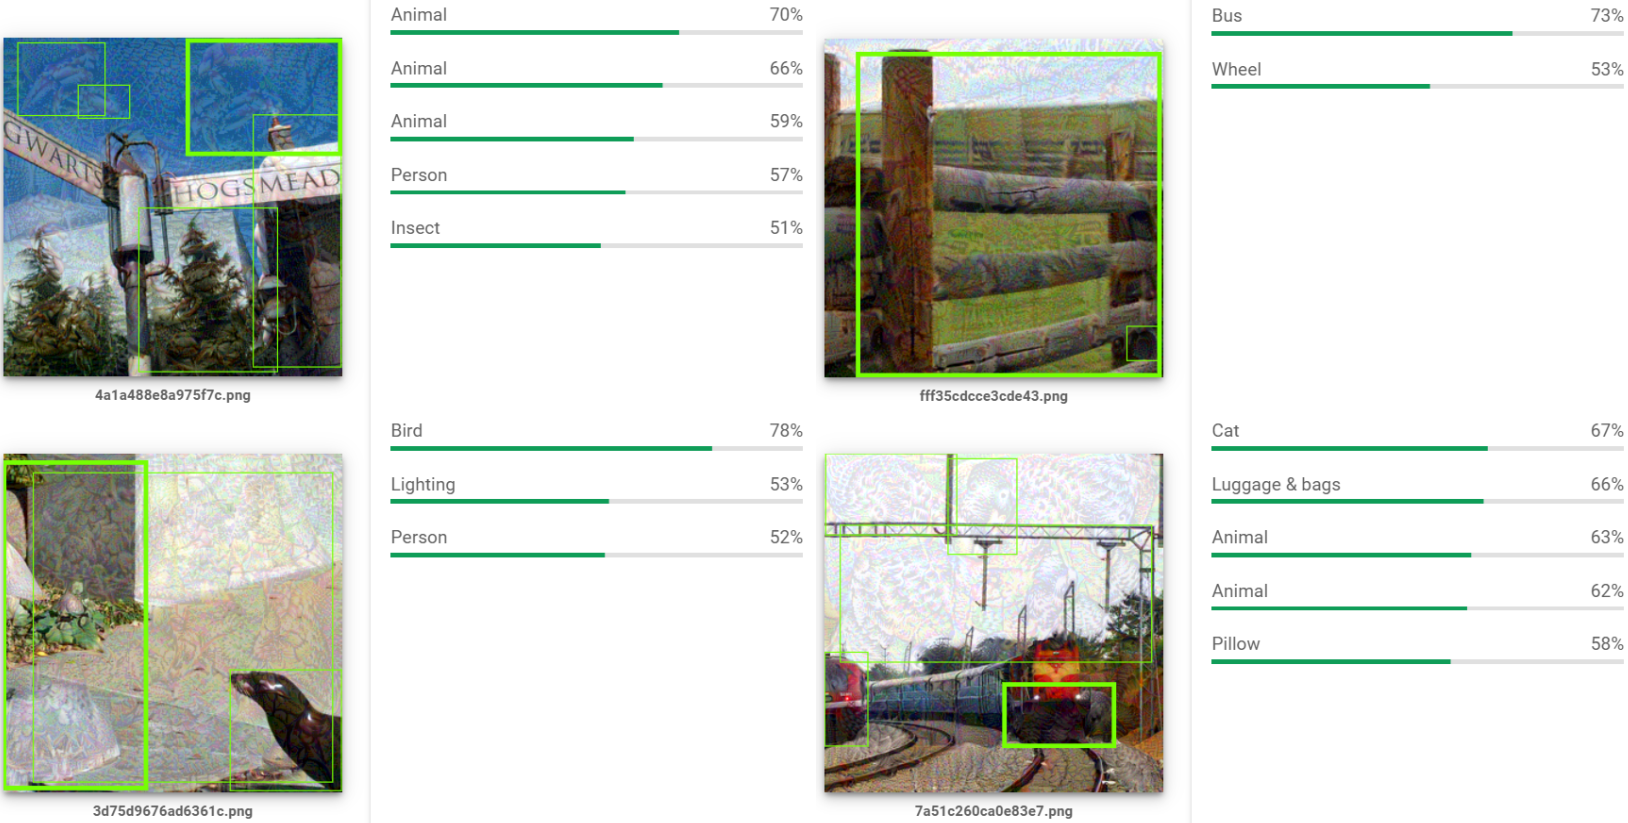 Animal 70%
Animal 66%
Animal 59%
Person 57%
Insect 51%
GWARTS
HOGSMEAD
4a1a488e8a975f7c.png
Bus 73%
Wheel 53%
fff35cdcce3cde43.png
Bird 78%
Lighting 53%
Person 52%
3d75d9676ad6361c.png
Cat 67%
Luggage & bags 66%
Animal 63%
Animal 62%
Pillow 58%
7a51c260ca0e83e7.png